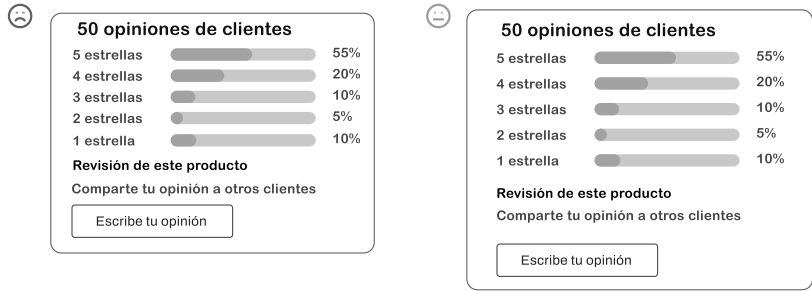 50 opiniones de clientes
5 estrellas 55%
4 estrellas 20%
3 estrellas 10%
2 estrellas 5%
1 estrella 10%
Revisión de este producto
Comparte tu opinión a otros clientes
Escribe tu opinión
50 opiniones de clientes
5 estrellas 55%
4 estrellas 20%
3 estrellas 10%
2 estrellas 5%
1 estrella 10%
Revisión de este producto
Comparte tu opinión a otros clientes
Escribe tu opinión